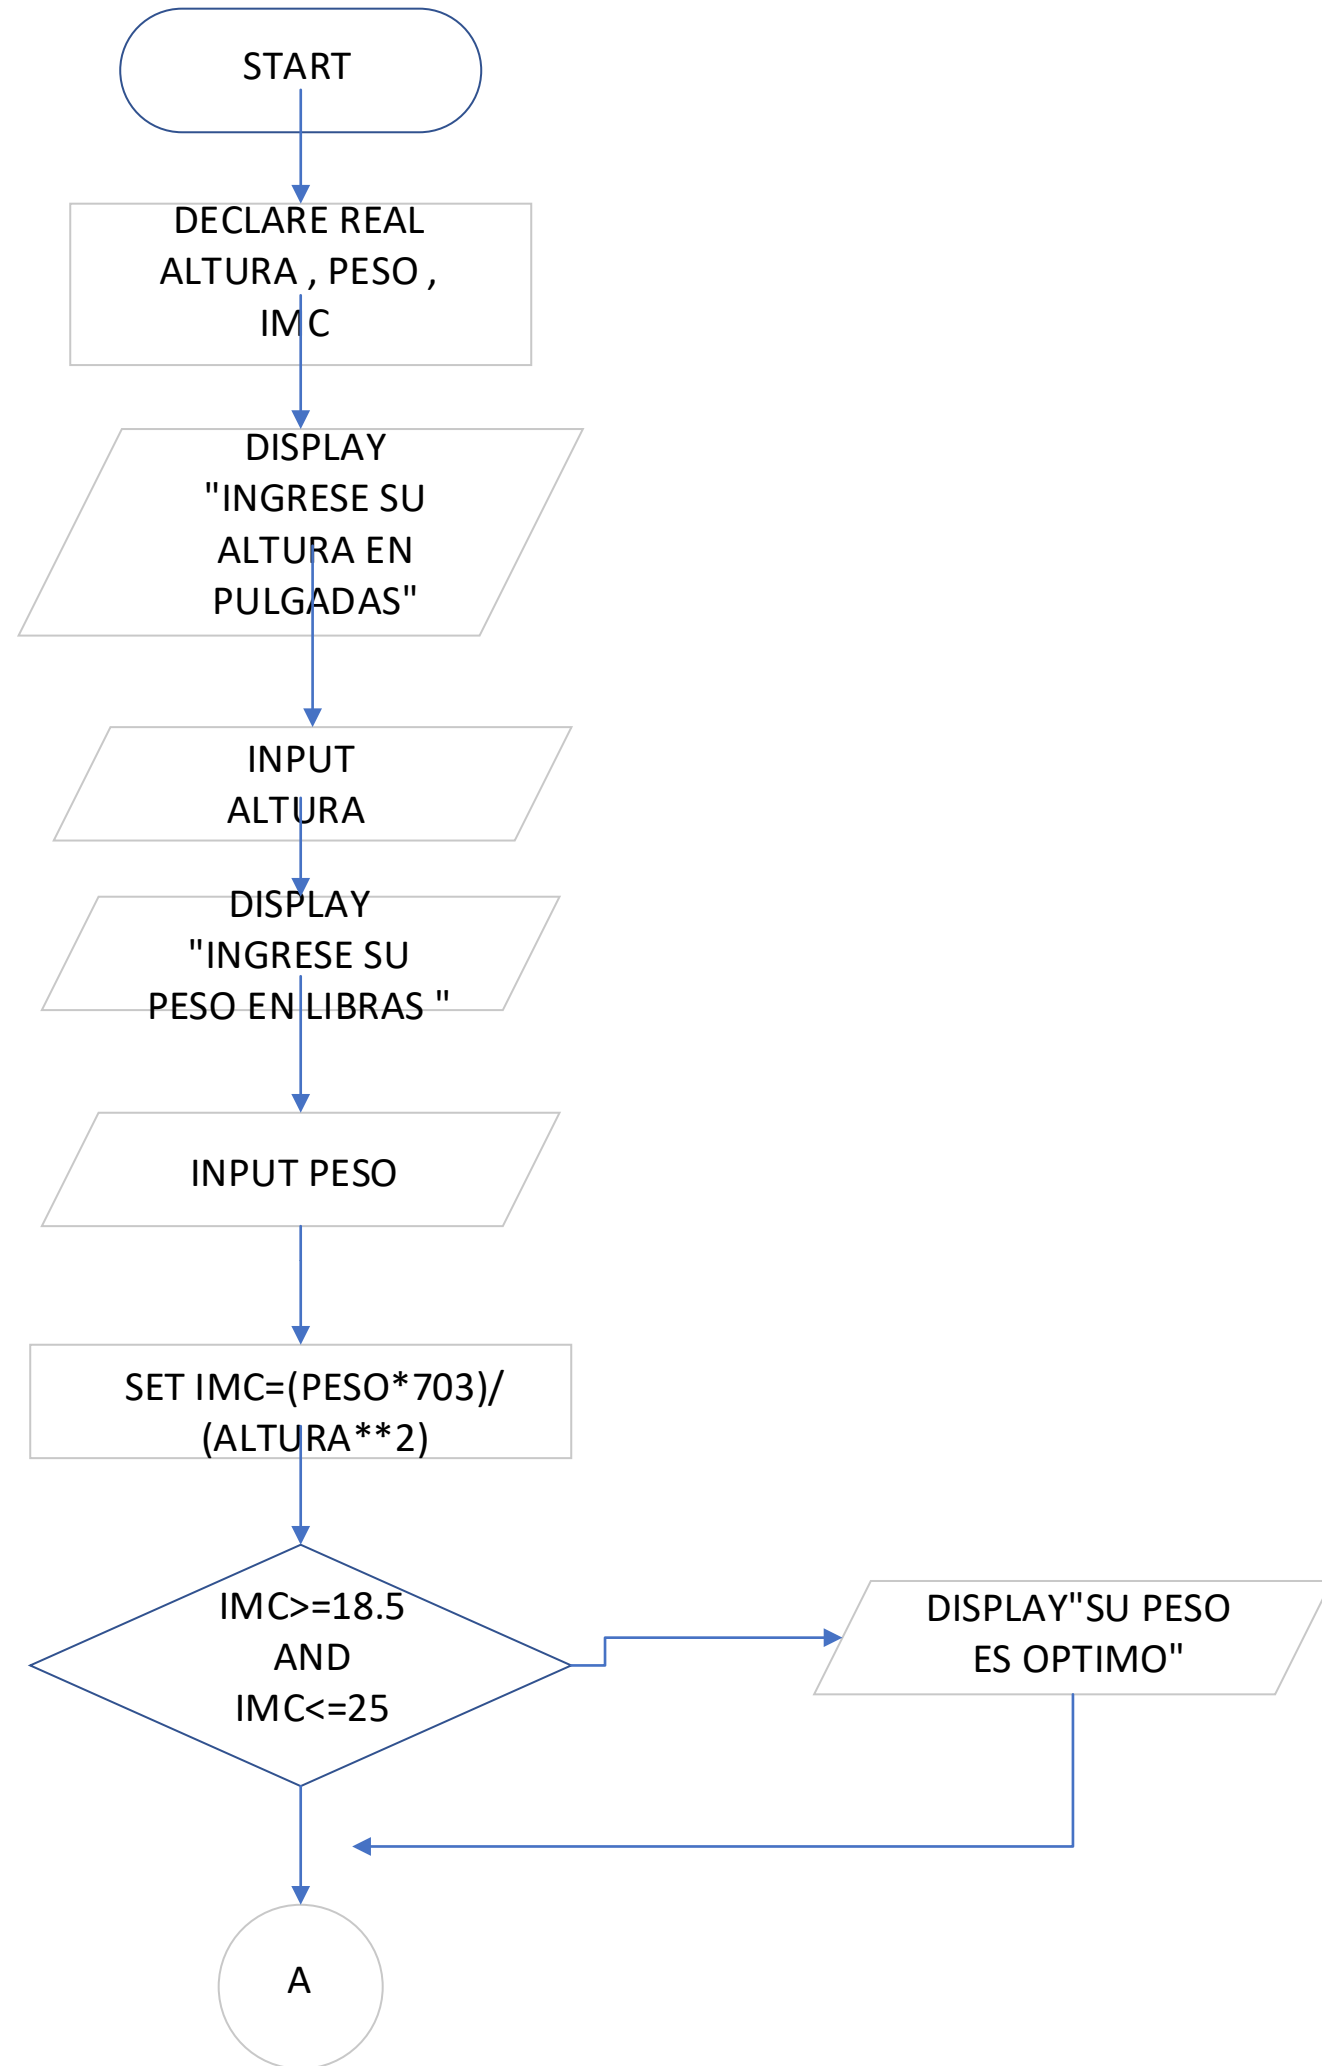 START
DECLARE REAL
ALTURA , PESO ,
IMC
DISPLAY
"INGRESE SU
ALTURA EN
PULGADAS"
INPUT
ALTURA
DISPLAY
"INGRESE SU
PESO EN LIBRAS "
INPUT PESO
SET IMC=(PESO*703)/
(ALTURA**2)
IMC>=18.5
AND
IMC<=25
DISPLAY"SU PESO
ES OPTIMO"
A